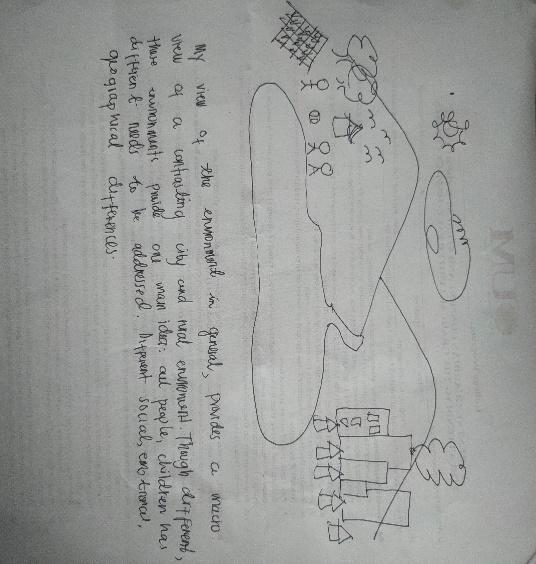 My view of the environment in general, provides a macro
view of a contrasting city and rural environment. Though different,
these environments provide one main idea: all people, children has
different needs to be addressed. Different social, emotional,
geographical differences.